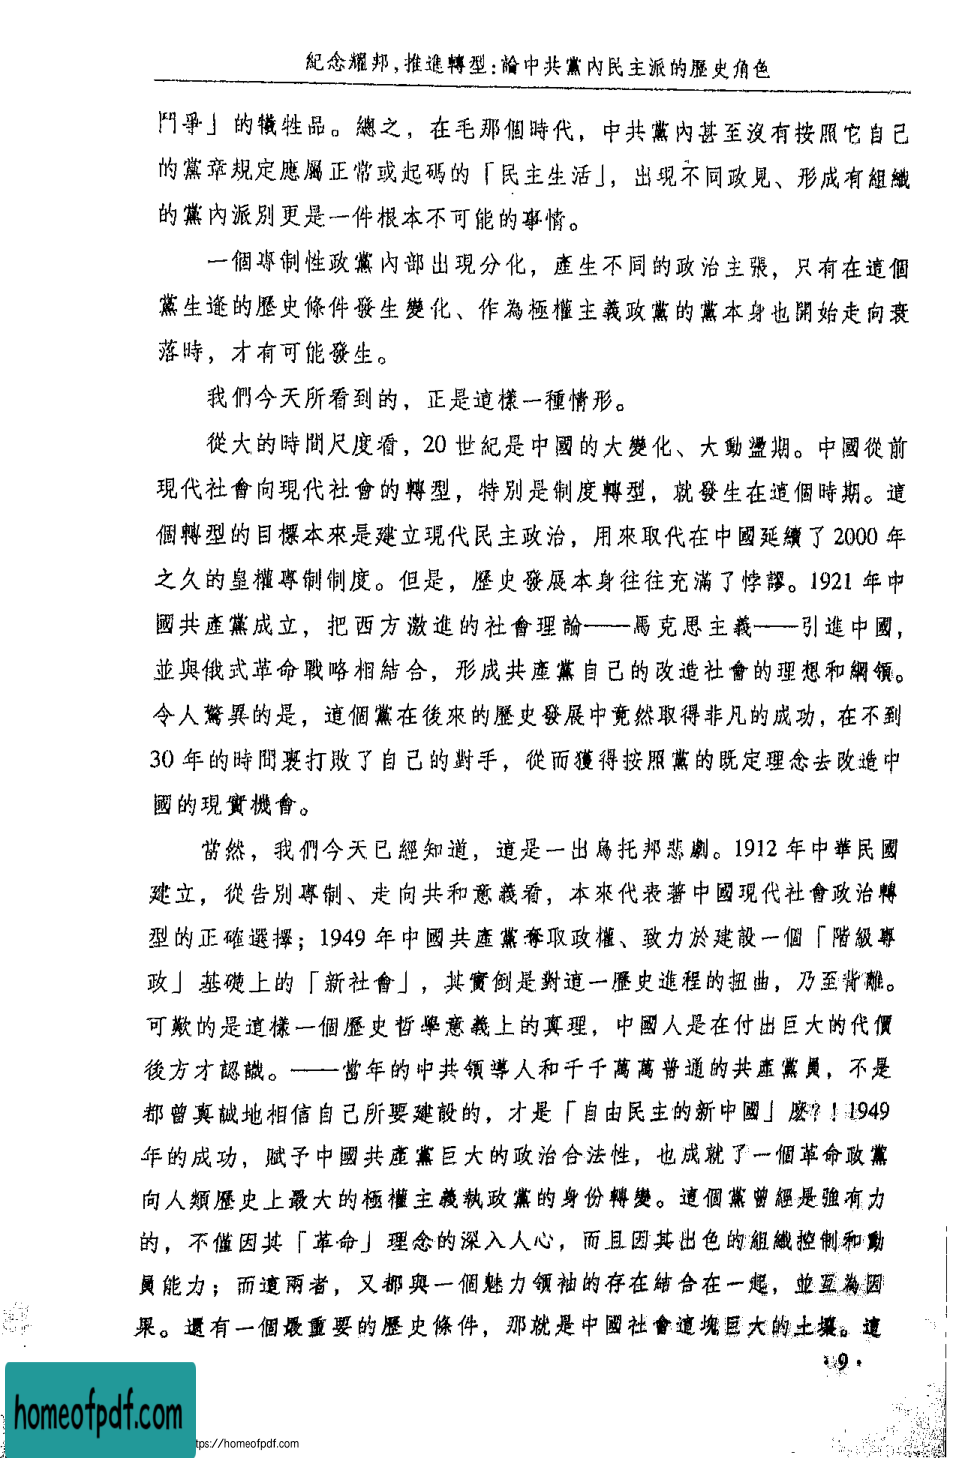 紀念耀邦,推進轉型:論中共黨內民主派的歷史角色
鬥爭」的犧牲品。總之，在毛那個時代，中共黨內甚至沒有按照它自己
的黨章規定應屬正常或起碼的「民主生活」，出現不同政見、形成有組織
的黨內派別更是一件根本不可能的事情。
一個專制性政黨內部出現分化，產生不同的政治主張，只有在這個
黨生逢的歷史條件發生變化、作為極權主義政黨的黨本身也開始走向衰
落時，才有可能發生。
我們今天所看到的，正是這樣一種情形。
從大的時間尺度看，20 世紀是中國的大變化、大動盪期。中國從前
現代社會向現代社會的轉型，特別是制度轉型，就發生在這個時期。這
個轉型的目標本來是建立現代民主政治，用來取代在中國延續了 2000 年
之久的皇權專制制度。但是，歷史發展本身往往充滿了悖謬。1921 年中
國共產黨成立，把西方激進的社會理論——馬克思主義——引進中國，
並與俄式革命戰略相結合，形成共產黨自己的改造社會的理想和綱領。
令人驚異的是，這個黨在後來的歷史發展中竟然取得非凡的成功，在不到
30 年的時間裏打敗了自己的對手，從而獲得按照黨的既定理念去改造中
國的現實機會。
當然，我們今天已經知道，這是一出烏托邦悲劇。1912 年中華民國
建立，從告別專制、走向共和意義看，本來代表著中國現代社會政治轉
型的正確選擇；1949 年中國共產黨奪取政權、致力於建設一個「階級專
政」基礎上的「新社會」，其實倒是對這一歷史進程的扭曲，乃至背離。
可歎的是這樣一個歷史哲學意義上的真理，中國人是在付出巨大的代價
後方才認識。——當年的中共領導人和千千萬萬普通的共產黨員，不是
都曾真誠地相信自己所要建設的，才是「自由民主的新中國」麼？！1949
年的成功，賦予中國共產黨巨大的政治合法性，也成就了一個革命政黨
向人類歷史上最大的極權主義執政黨的身份轉變。這個黨曾經是強有力
的，不僅因其「革命」理念的深入人心，而且因其出色的組織控制和動
員能力；而這兩者，又都與一個魅力領袖的存在結合在一起，並互為因
果。還有一個最重要的歷史條件，那就是中國社會這塊巨大的土壤。這
·9·
homeofpdf.com
tps://homeofpdf.com